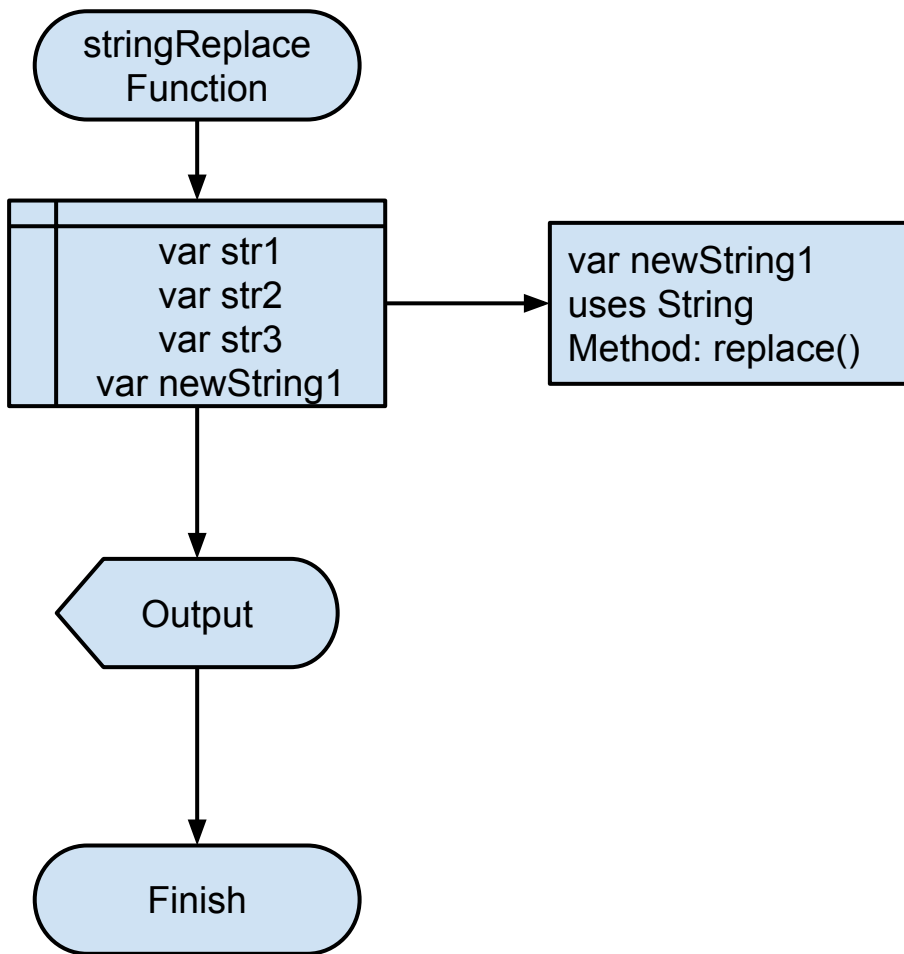 stringReplace
Function
var str1
var str2
var str3
var newString1
var newString1
uses String
Method: replace()
Output
Finish